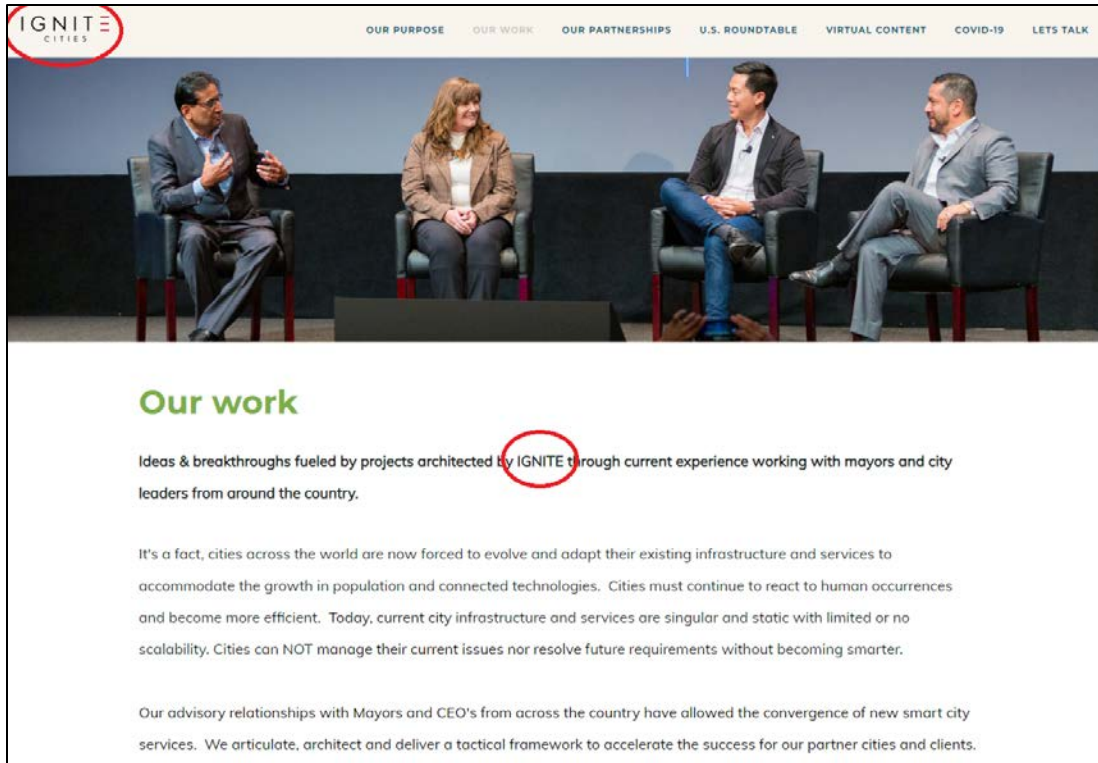 IGNITE
CITIES
OUR PURPOSE OUR WORK OUR PARTNERSHIPS U.S. ROUNDTABLE VIRTUAL CONTENT COVID-19 LETS TALK
Our work
Ideas & breakthroughs fueled by projects architected by IGNITE through current experience working with mayors and city
leaders from around the country.
It's a fact, cities across the world are now forced to evolve and adapt their existing infrastructure and services to
accommodate the growth in population and connected technologies. Cities must continue to react to human occurrences
and become more efficient. Today, current city infrastructure and services are singular and static with limited or no
scalability. Cities can NOT manage their current issues nor resolve future requirements without becoming smarter.
Our advisory relationships with Mayors and CEO's from across the country have allowed the convergence of new smart city
services. We articulate, architect and deliver a tactical framework to accelerate the success for our partner cities and clients.